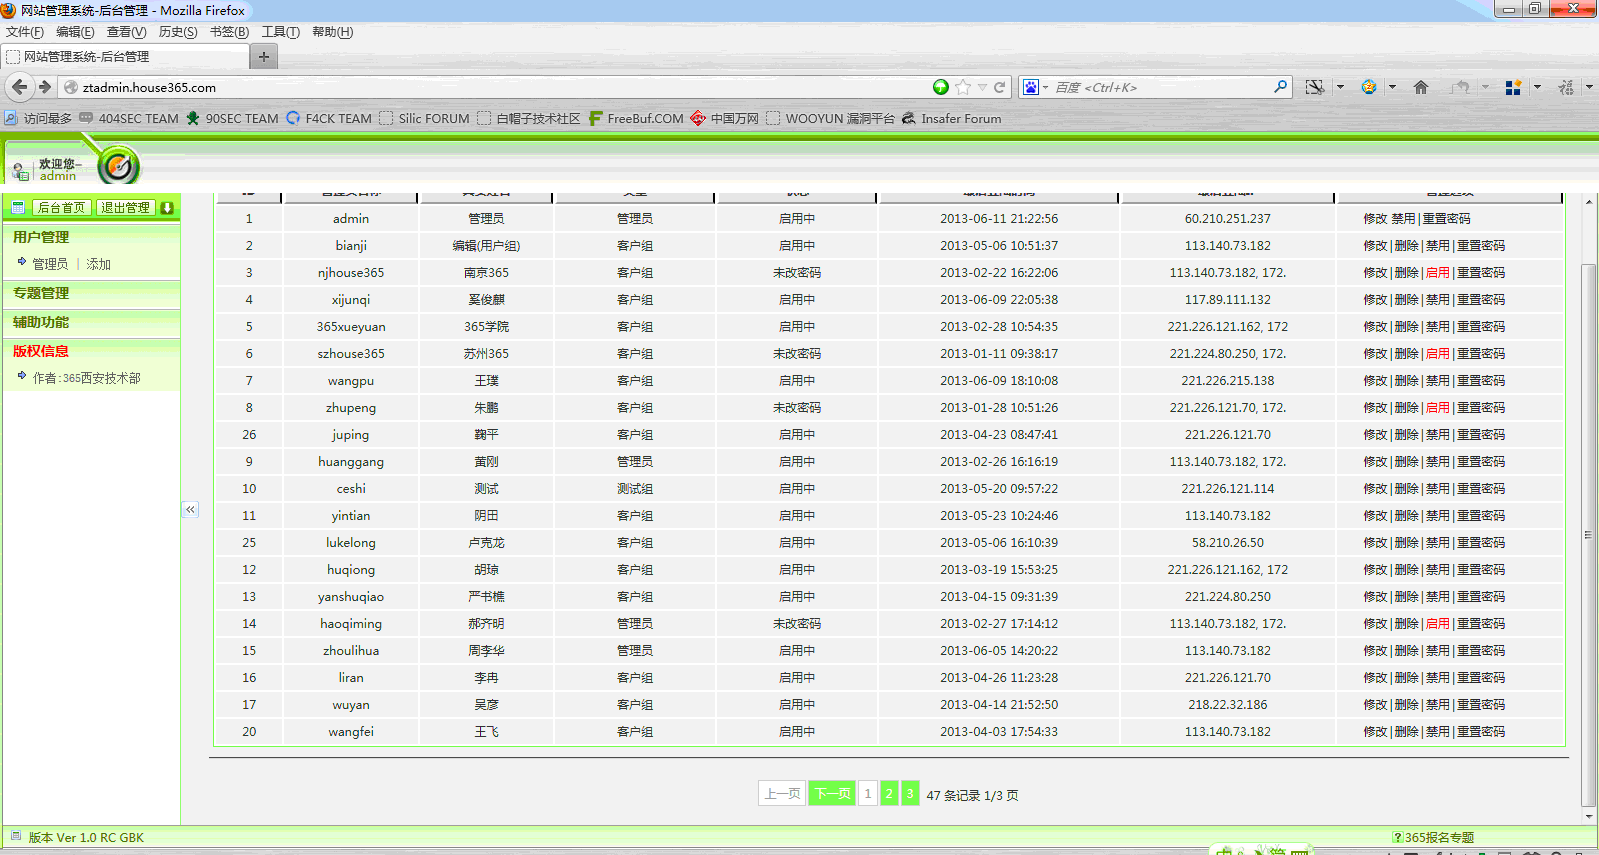 网站管理系统-后台管理 - Mozilla Firefox
文件(F) 编辑(E) 查看(V) 历史(S) 书签(B) 工具(T) 帮助(H)
网站管理系统-后台管理
ztadmin.house365.com 百度 <Ctrl+K>
访问最多 404SEC TEAM 90SEC TEAM F4CK TEAM Silic FORUM 白帽子技术社区 FreeBuf.COM 中国万网 WOOYUN 漏洞平台 Insafer Forum
欢迎您–
admin
后台首页 退出管理
用户管理
管理员 | 添加
专题管理
辅助功能
版权信息
作者:365西安技术部
1 admin 管理员 管理员 启用中 2013-06-11 21:22:56 60.210.251.237 修改 禁用|重置密码
2 bianji 编辑(用户组) 客户组 启用中 2013-05-06 10:51:37 113.140.73.182 修改|删除|禁用|重置密码
3 njhouse365 南京365 客户组 未改密码 2013-02-22 16:22:06 113.140.73.182, 172. 修改|删除|启用|重置密码
4 xijunqi 奚俊麒 客户组 启用中 2013-06-09 22:05:38 117.89.111.132 修改|删除|禁用|重置密码
5 365xueyuan 365学院 客户组 启用中 2013-02-28 10:54:35 221.226.121.162, 172 修改|删除|禁用|重置密码
6 szhouse365 苏州365 客户组 未改密码 2013-01-11 09:38:17 221.224.80.250, 172. 修改|删除|启用|重置密码
7 wangpu 王璞 客户组 启用中 2013-06-09 18:10:08 221.226.215.138 修改|删除|禁用|重置密码
8 zhupeng 朱鹏 客户组 未改密码 2013-01-28 10:51:26 221.226.121.70, 172. 修改|删除|启用|重置密码
26 juping 鞠平 客户组 启用中 2013-04-23 08:47:41 221.226.121.70 修改|删除|禁用|重置密码
9 huanggang 黄刚 管理员 启用中 2013-02-26 16:16:19 113.140.73.182, 172. 修改|删除|禁用|重置密码
10 ceshi 测试 测试组 启用中 2013-05-20 09:57:22 221.226.121.114 修改|删除|禁用|重置密码
11 yintian 阴田 客户组 启用中 2013-05-23 10:24:46 113.140.73.182 修改|删除|禁用|重置密码
25 lukelong 卢克龙 客户组 启用中 2013-05-06 16:10:39 58.210.26.50 修改|删除|禁用|重置密码
12 huqiong 胡琼 客户组 启用中 2013-03-19 15:53:25 221.226.121.162, 172 修改|删除|禁用|重置密码
13 yanshuqiao 严书樵 客户组 启用中 2013-04-15 09:31:39 221.224.80.250 修改|删除|禁用|重置密码
14 haoqiming 郝齐明 管理员 未改密码 2013-02-27 17:14:12 113.140.73.182, 172. 修改|删除|启用|重置密码
15 zhoulihua 周李华 管理员 启用中 2013-06-05 14:20:22 113.140.73.182 修改|删除|禁用|重置密码
16 liran 李冉 客户组 启用中 2013-04-26 11:23:28 221.226.121.70 修改|删除|禁用|重置密码
17 wuyan 吴彦 客户组 启用中 2013-04-14 21:52:50 218.22.32.186 修改|删除|禁用|重置密码
20 wangfei 王飞 客户组 启用中 2013-04-03 17:54:33 113.140.73.182 修改|删除|禁用|重置密码
上一页 下一页 1 2 3 47 条记录 1/3 页
版本 Ver 1.0 RC GBK ?365报名专题